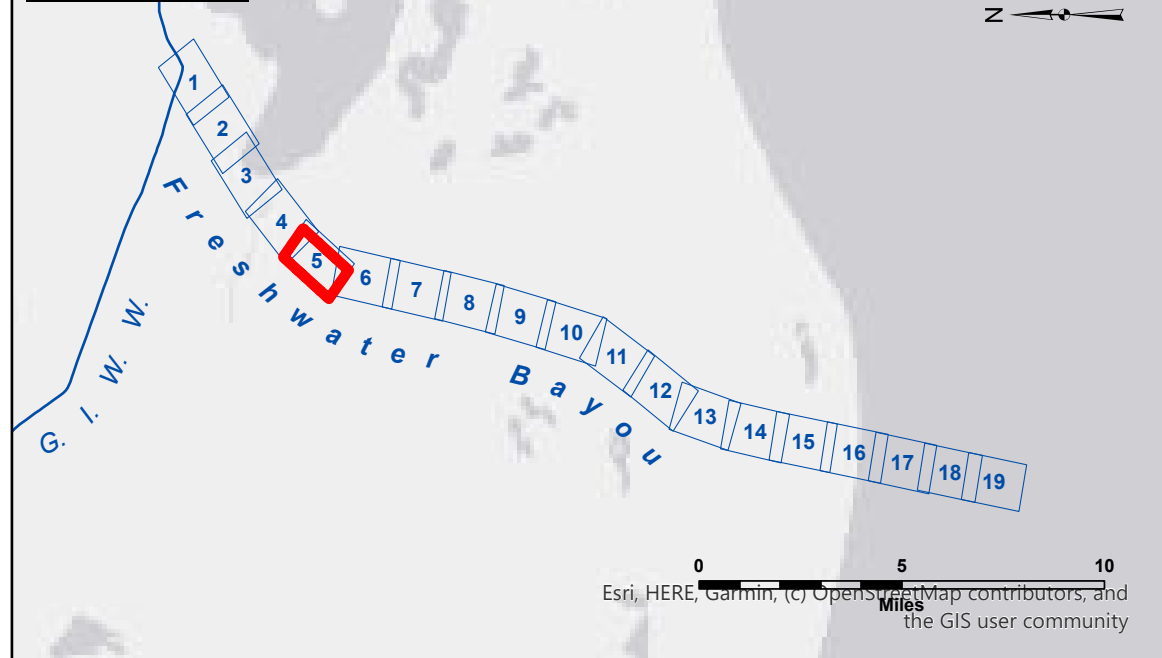 N
1
2
3
4
5
6
7
8
9
10
11
12
13
14
15
16
17
18
19
Freshwater Bayou
G. I. W. W.
0 5 10
Miles
Esri, HERE, Garmin, (c) OpenStreetMap contributors, and
the GIS user community